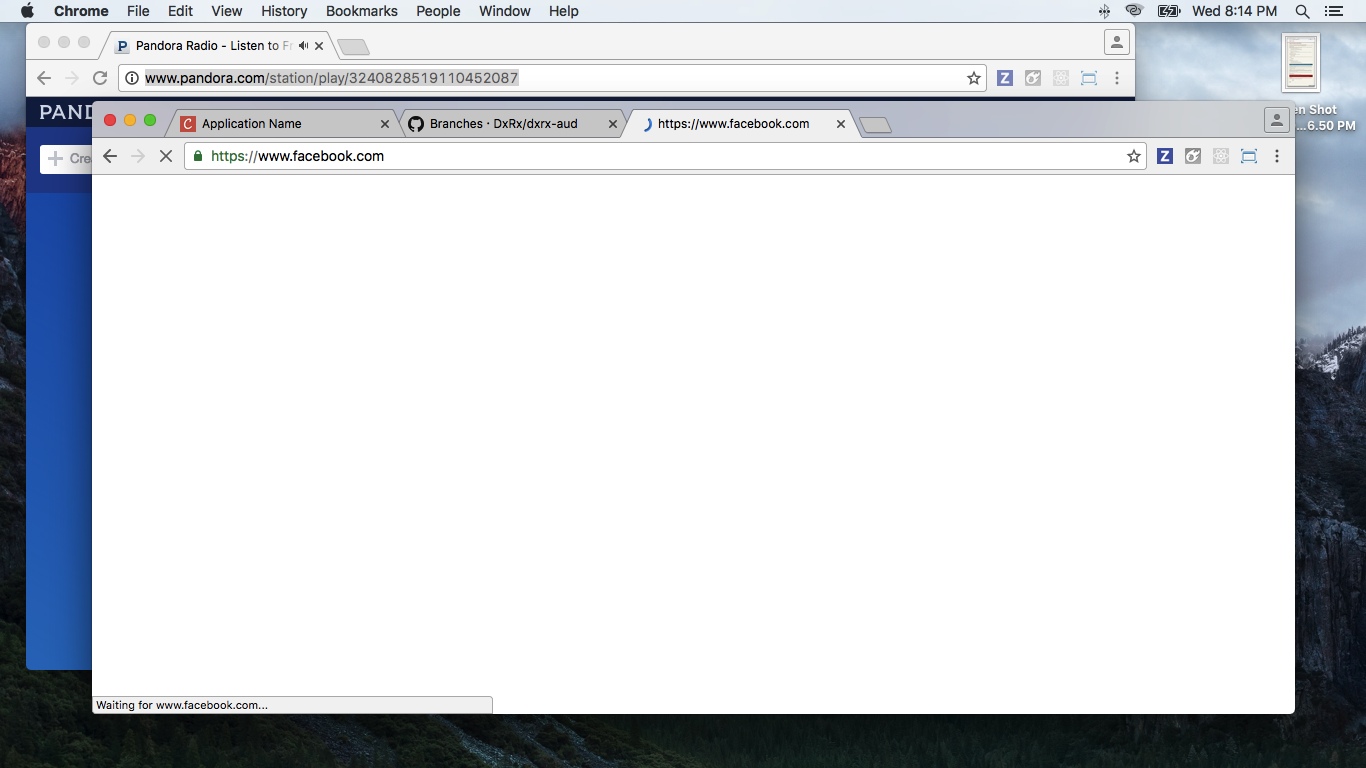 Chrome File Edit View History Bookmarks People Window Help Wed 8:14 PM
Pandora Radio - Listen to Fr
www.pandora.com/station/play/3240828519110452087
Z
PAND
Crea
Application Name
Branches · DxRx/dxrx-aud
https://www.facebook.com
https://www.facebook.com
Z
Shot
...6.50 PM
Waiting for www.facebook.com...